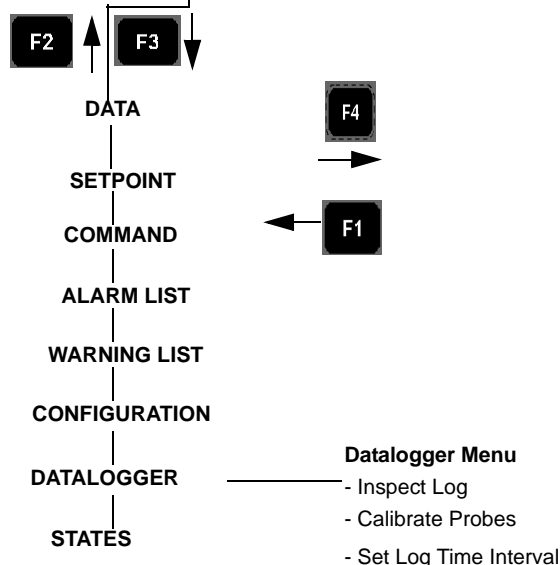 F2
F3
DATA
F4
SETPOINT
F1
COMMAND
ALARM LIST
WARNING LIST
CONFIGURATION
DATALOGGER
STATES
Datalogger Menu
- Inspect Log
- Calibrate Probes
- Set Log Time Interval